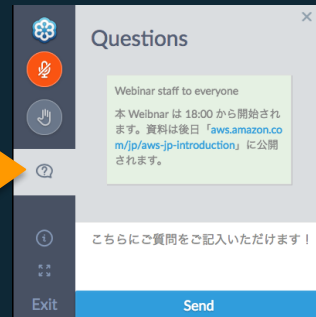 Questions
Webinar staff to everyone
本 Weibnar は 18:00 から開始され
ます。資料は後日「aws.amazon.co
m/jp/aws-jp-introduction」に公開
されます。
こちらにご質問をご記入いただけます！
Exit
Send